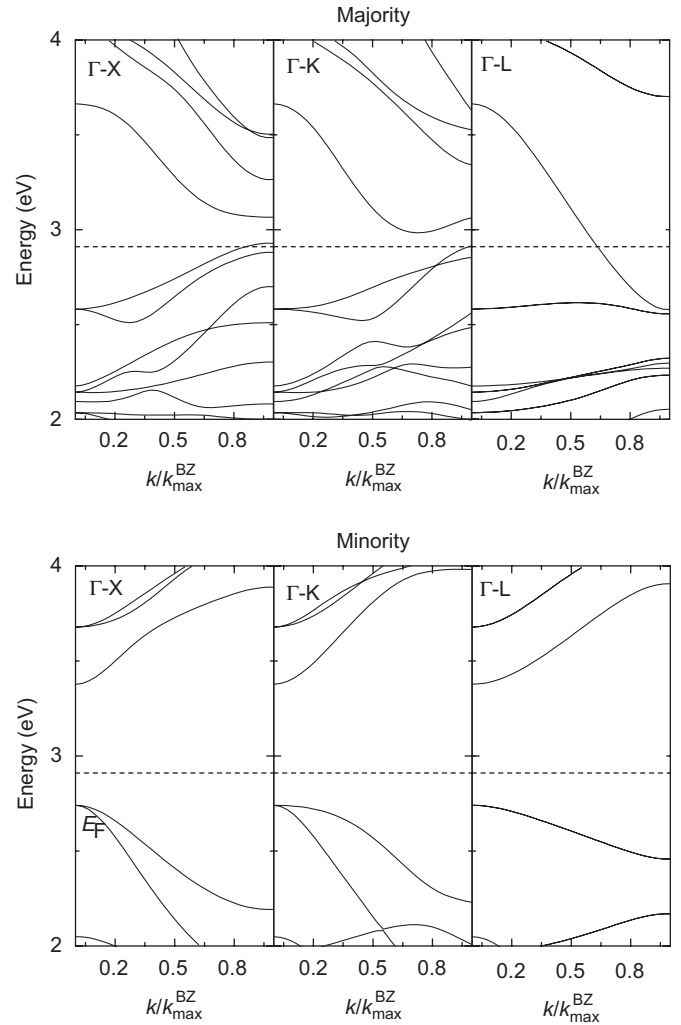 Majority
4
3
2
Energy (eV)
Γ-X
Γ-K
Γ-L
0.2 0.5 0.8 0.2 0.5 0.8 0.2 0.5 0.8
k/k_max^BZ k/k_max^BZ k/k_max^BZ
Minority
4
3
2
Energy (eV)
Γ-X
Γ-K
Γ-L
E_F
0.2 0.5 0.8 0.2 0.5 0.8 0.2 0.5 0.8
k/k_max^BZ k/k_max^BZ k/k_max^BZ